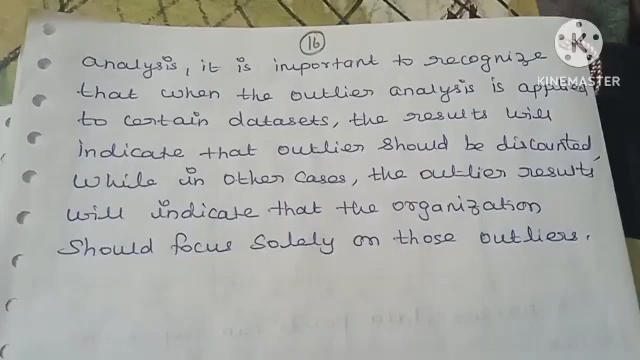 16
analysis, it is important to recognize
that when the outlier analysis is applied
to certain datasets, the results will
indicate that outlier should be discounted,
while in other cases, the outlier results
will indicate that the organization
should focus solely on those outliers.
K
KINEMASTER